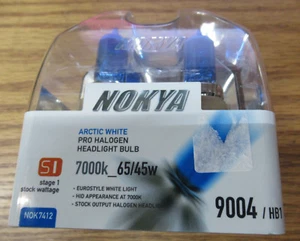 NOKYA
ARCTIC WHITE
PRO HALOGEN
HEADLIGHT BULB
7000k_65/45w
S1
stage 1
stock wattage
- EUROSTYLE WHITE LIGHT
- HID APPEARANCE AT 7000K
- STOCK OUTPUT HALOGEN HEADLIGHT
NOK7412
9004 / HB1